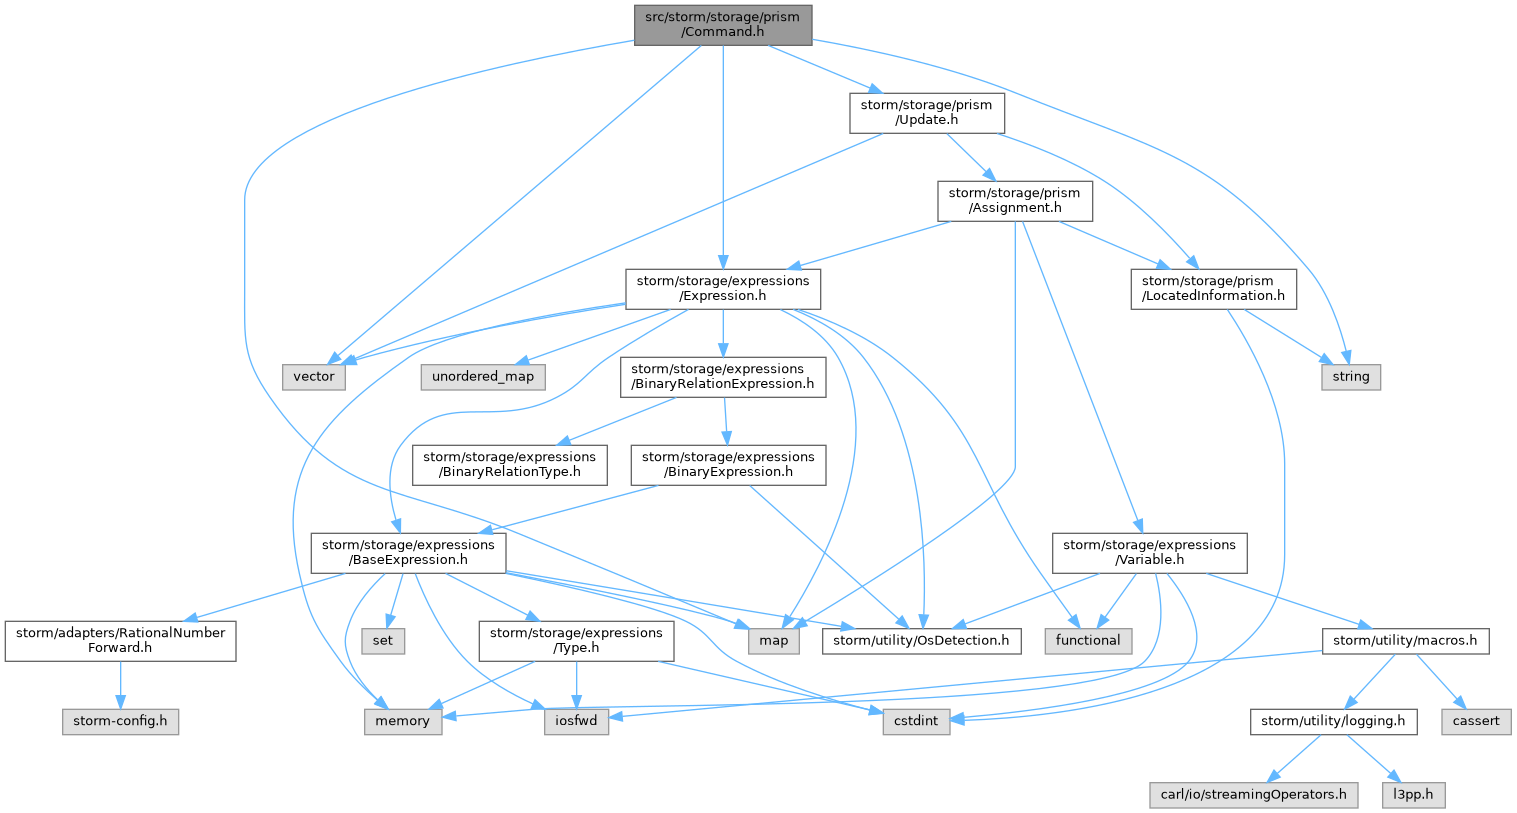 src/storm/storage/prism
/Command.h
storm/storage/prism
/Update.h
storm/storage/prism
/Assignment.h
storm/storage/expressions
/Expression.h
storm/storage/prism
/LocatedInformation.h
vector
unordered_map
storm/storage/expressions
/BinaryRelationExpression.h
string
storm/storage/expressions
/BinaryRelationType.h
storm/storage/expressions
/BinaryExpression.h
storm/storage/expressions
/BaseExpression.h
storm/storage/expressions
/Variable.h
storm/adapters/RationalNumber
Forward.h
set
storm/storage/expressions
/Type.h
map
storm/utility/OsDetection.h
functional
storm/utility/macros.h
storm-config.h
memory
iosfwd
cstdint
storm/utility/logging.h
cassert
carl/io/streamingOperators.h
l3pp.h